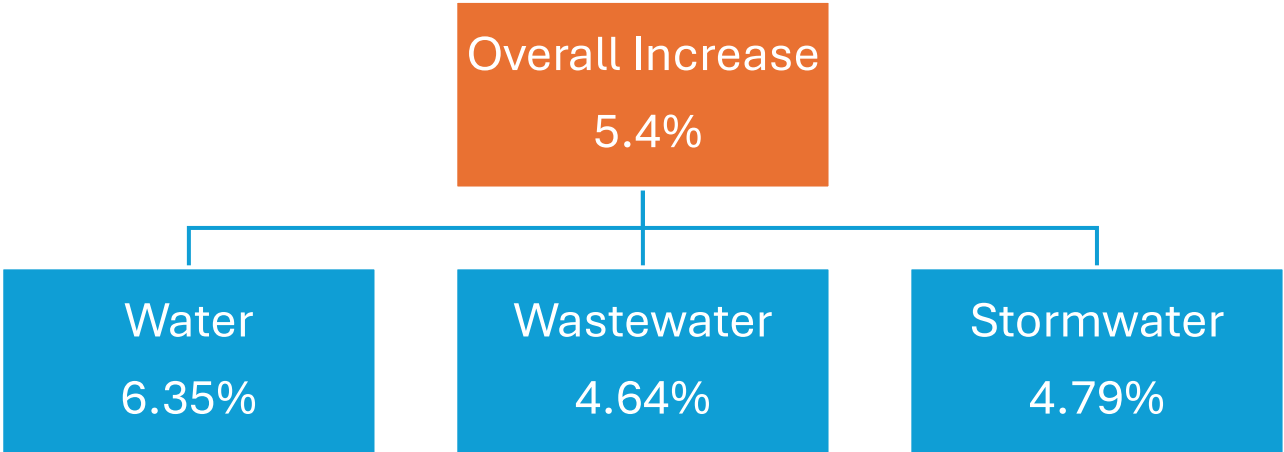 Overall Increase
5.4%
Water
6.35%
Wastewater
4.64%
Stormwater
4.79%